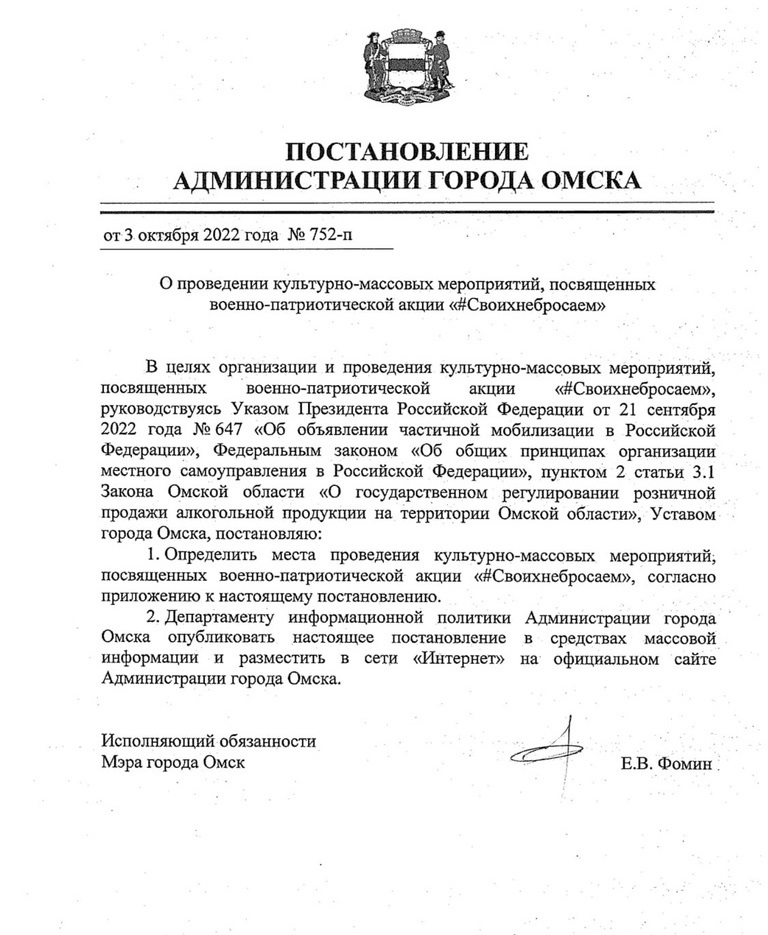 ПОСТАНОВЛЕНИЕ
АДМИНИСТРАЦИИ ГОРОДА ОМСКА
от 3 октября 2022 года № 752-п
О проведении культурно-массовых мероприятий, посвященных
военно-патриотической акции «#Своихнебросаем»
В целях организации и проведения культурно-массовых мероприятий,
посвященных военно-патриотической акции «#Своихнебросаем»,
руководствуясь Указом Президента Российской Федерации от 21 сентября
2022 года № 647 «Об объявлении частичной мобилизации в Российской
Федерации», Федеральным законом «Об общих принципах организации
местного самоуправления в Российской Федерации», пунктом 2 статьи 3.1
Закона Омской области «О государственном регулировании розничной
продажи алкогольной продукции на территории Омской области», Уставом
города Омска, постановляю:
1. Определить места проведения культурно-массовых мероприятий,
посвященных военно-патриотической акции «#Своихнебросаем», согласно
приложению к настоящему постановлению.
2. Департаменту информационной политики Администрации города
Омска опубликовать настоящее постановление в средствах массовой
информации и разместить в сети «Интернет» на официальном сайте
Администрации города Омска.
Исполняющий обязанности
Мэра города Омск
Е.В. Фомин